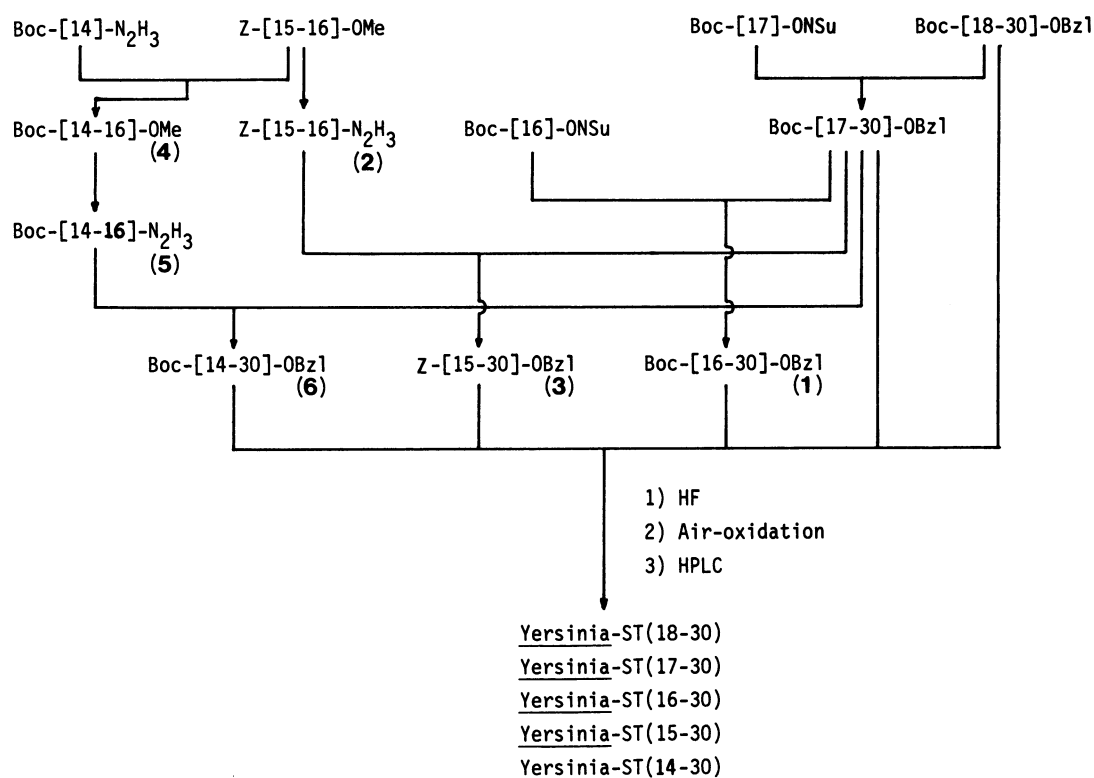 Boc-[14]-N2H3 Z-[15-16]-OMe Boc-[17]-ONSu Boc-[18-30]-OBzl
Boc-[14-16]-OMe Z-[15-16]-N2H3 Boc-[16]-ONSu Boc-[17-30]-OBzl
(4) (2)
Boc-[14-16]-N2H3
(5)
Boc-[14-30]-OBzl Z-[15-30]-OBzl Boc-[16-30]-OBzl
(6) (3) (1)
1) HF
2) Air-oxidation
3) HPLC
Yersinia-ST(18-30)
Yersinia-ST(17-30)
Yersinia-ST(16-30)
Yersinia-ST(15-30)
Yersinia-ST(14-30)